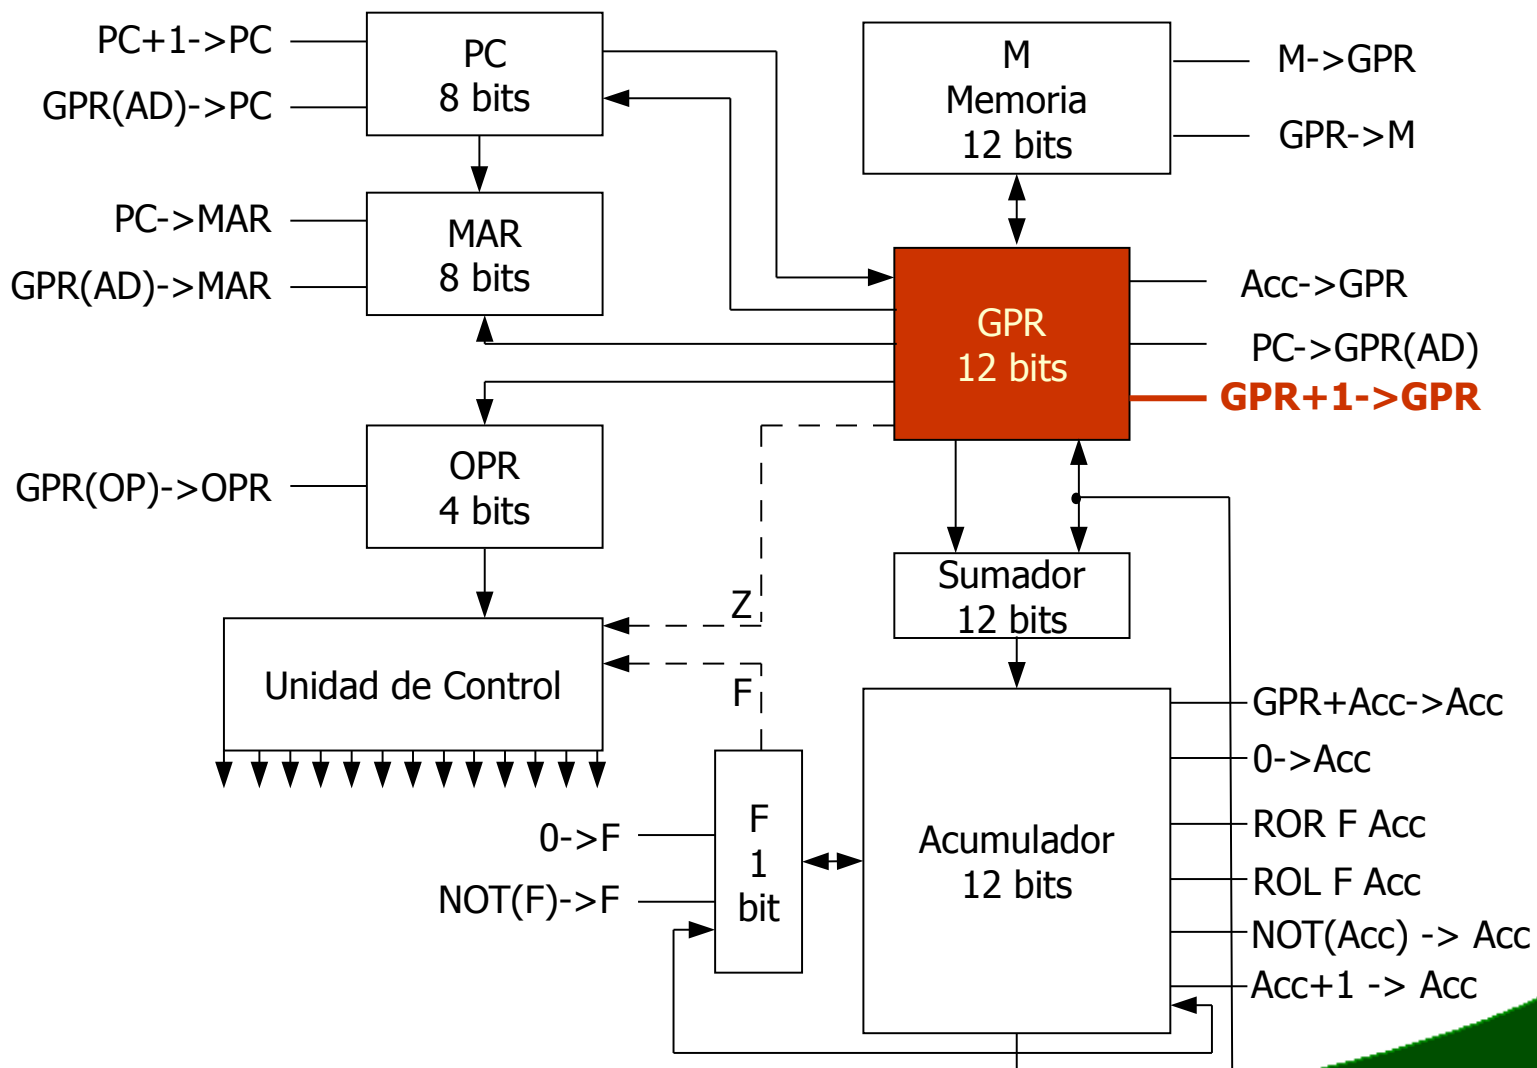 PC+1->PC
GPR(AD)->PC
PC
8 bits
M
Memoria
12 bits
M->GPR
GPR->M
PC->MAR
GPR(AD)->MAR
MAR
8 bits
GPR
12 bits
Acc->GPR
PC->GPR(AD)
GPR+1->GPR
GPR(OP)->OPR
OPR
4 bits
Sumador
12 bits
Z
F
Unidad de Control
0->F
NOT(F)->F
F
1
bit
Acumulador
12 bits
GPR+Acc->Acc
0->Acc
ROR F Acc
ROL F Acc
NOT(Acc) -> Acc
Acc+1 -> Acc